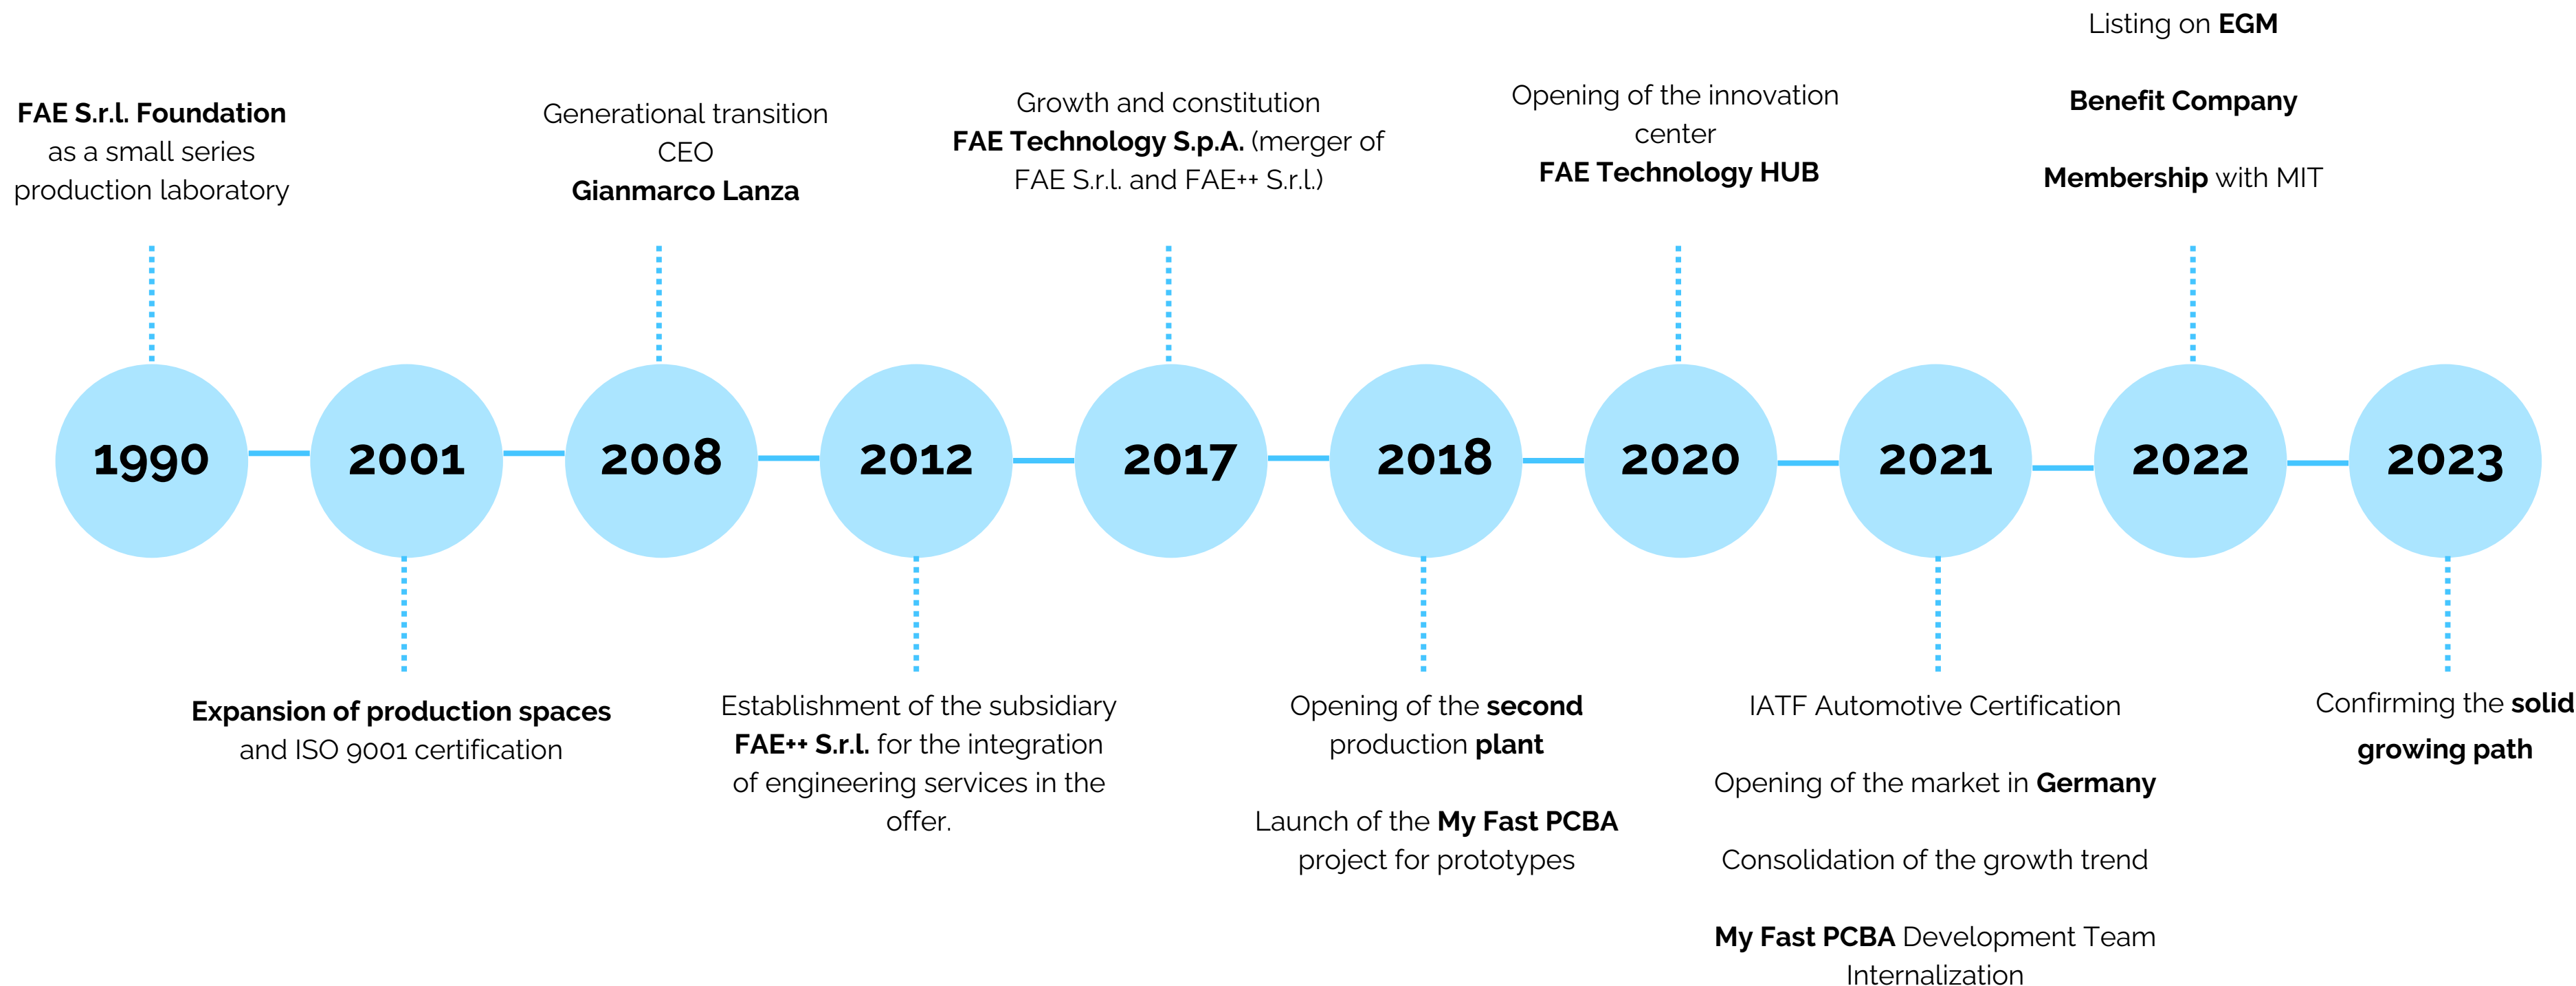 Listing on EGM
Benefit Company
Membership with MIT
FAE S.r.l. Foundation
as a small series
production laboratory
Generational transition
CEO
Gianmarco Lanza
Growth and constitution
FAE Technology S.p.A. (merger of
FAE S.r.l. and FAE++ S.r.l.)
Opening of the innovation
center
FAE Technology HUB
1990
2001
2008
2012
2017
2018
2020
2021
2022
2023
Expansion of production spaces
and ISO 9001 certification
Establishment of the subsidiary
FAE++ S.r.l. for the integration
of engineering services in the
offer.
Opening of the second
production plant
Launch of the My Fast PCBA
project for prototypes
IATF Automotive Certification
Opening of the market in Germany
Consolidation of the growth trend
My Fast PCBA Development Team
Internalization
Confirming the solid
growing path